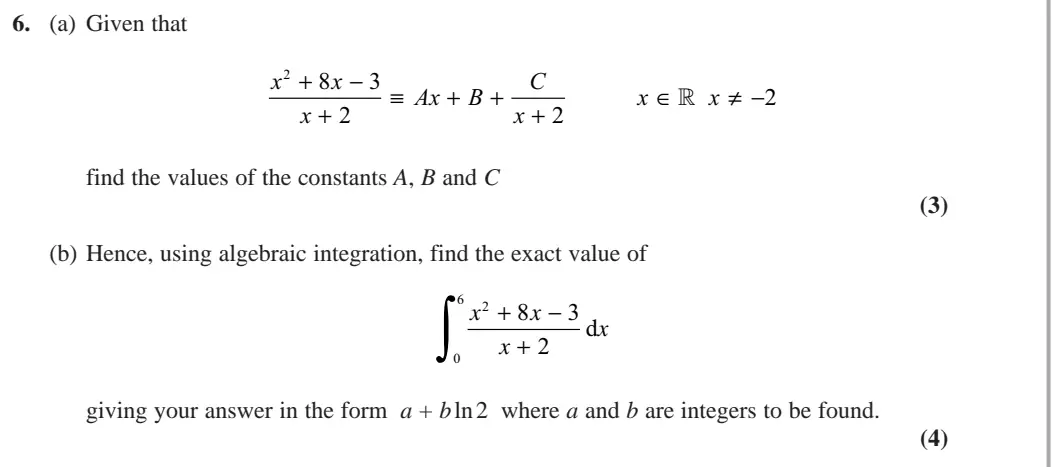 6. (a) Given that
x² + 8x − 3 / x + 2 ≡ Ax + B + C / x + 2 x ∈ ℝ x ≠ −2
find the values of the constants A, B and C
(3)
(b) Hence, using algebraic integration, find the exact value of
∫₀⁶ x² + 8x − 3 / x + 2 dx
giving your answer in the form a + b ln 2 where a and b are integers to be found.
(4)